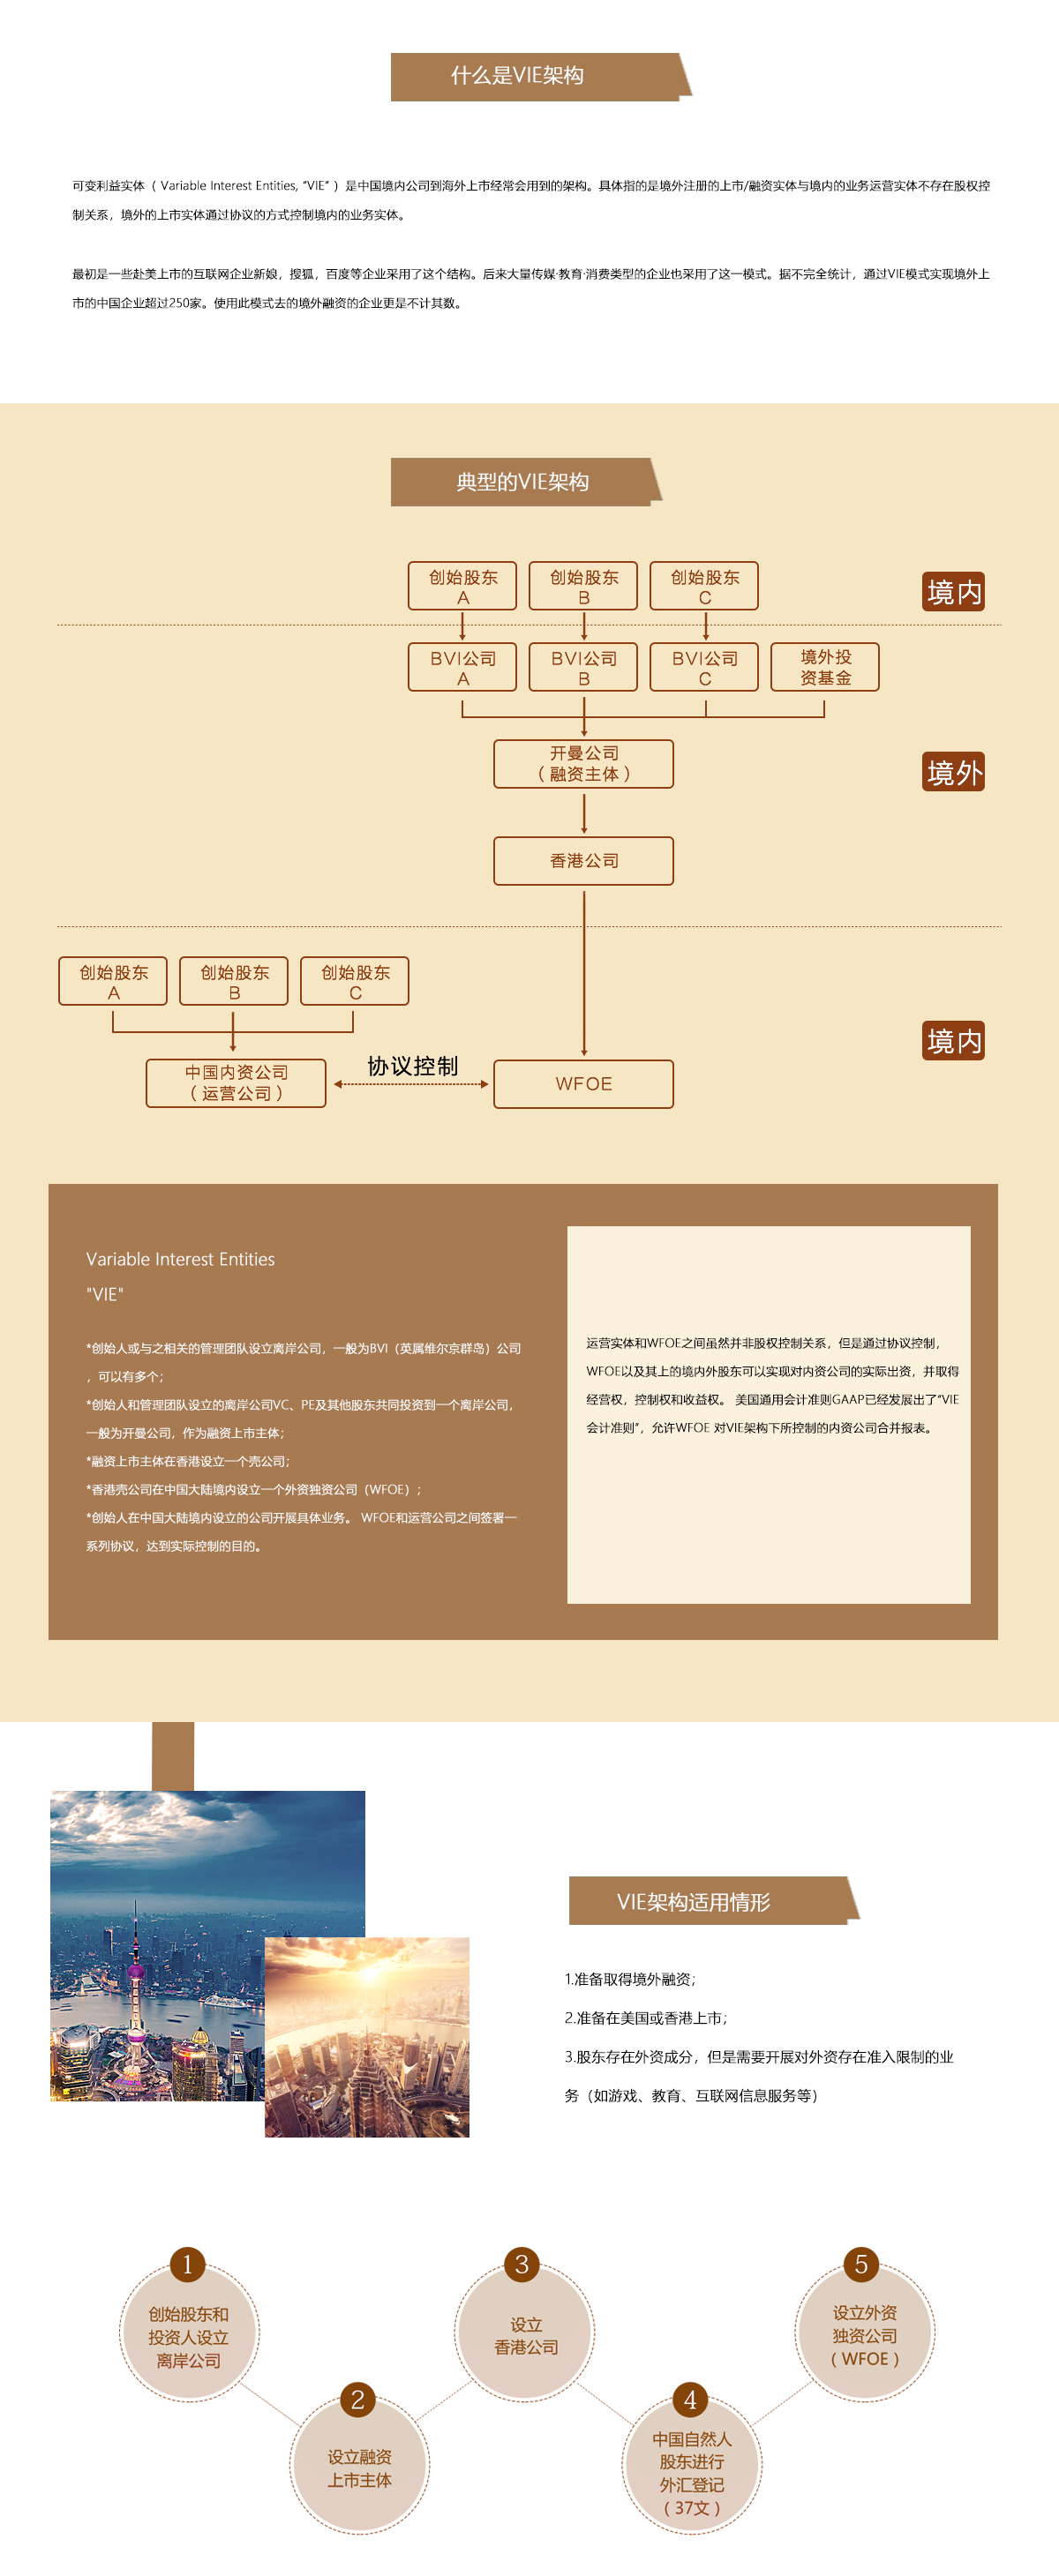 什么是VIE架构
可变利益实体（ Variable Interest Entities, “VIE” ）是中国境内公司到海外上市经常会用到的架构。具体指的是境外注册的上市/融资实体与境内的业务运营实体不存在股权控
制关系，境外的上市实体通过协议的方式控制境内的业务实体。
最初是一些赴美上市的互联网企业新娘，搜狐，百度等企业采用了这个结构。后来大量传媒·教育·消费类型的企业也采用了这一模式。据不完全统计，通过VIE模式实现境外上
市的中国企业超过250家。使用此模式去的境外融资的企业更是不计其数。
典型的VIE架构
创始股东
A
创始股东
B
创始股东
C
境内
BVI公司
A
BVI公司
B
BVI公司
C
境外投
资基金
开曼公司
（融资主体）
境外
香港公司
创始股东
A
创始股东
B
创始股东
C
境内
中国内资公司
（运营公司）
协议控制
WFOE
Variable Interest Entities
"VIE"
*创始人或与之相关的管理团队设立离岸公司，一般为BVI（英属维尔京群岛）公司
，可以有多个；
*创始人和管理团队设立的离岸公司VC、PE及其他股东共同投资到一个离岸公司，
一般为开曼公司，作为融资上市主体；
*融资上市主体在香港设立一个壳公司；
*香港壳公司在中国大陆境内设立一个外资独资公司（WFOE）；
*创始人在中国大陆境内设立的公司开展具体业务。 WFOE和运营公司之间签署一
系列协议，达到实际控制的目的。
运营实体和WFOE之间虽然并非股权控制关系，但是通过协议控制，
WFOE以及其上的境内外股东可以实现对内资公司的实际出资，并取得
经营权，控制权和收益权。 美国通用会计准则GAAP已经发展出了“VIE
会计准则”，允许WFOE 对VIE架构下所控制的内资公司合并报表。
VIE架构适用情形
1.准备取得境外融资；
2.准备在美国或香港上市；
3.股东存在外资成分，但是需要开展对外资存在准入限制的业
务（如游戏、教育、互联网信息服务等）
1
创始股东和
投资人设立
离岸公司
2
设立融资
上市主体
3
设立
香港公司
4
中国自然人
股东进行
外汇登记
（37文）
5
设立外资
独资公司
（WFOE）